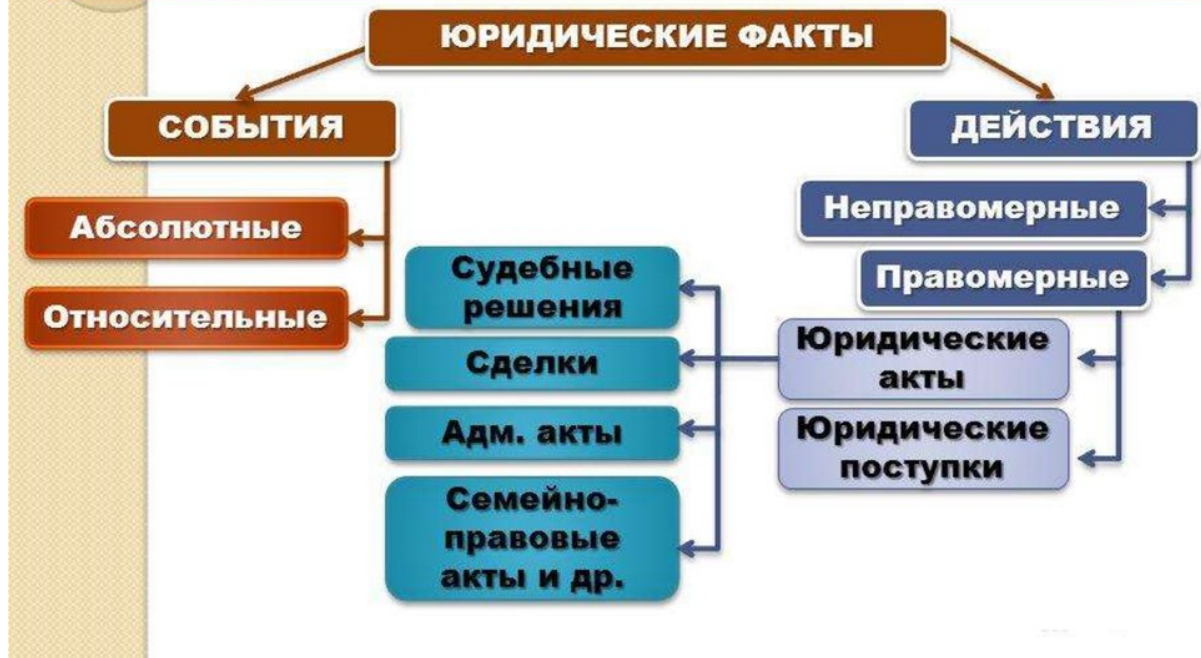 ЮРИДИЧЕСКИЕ ФАКТЫ
СОБЫТИЯ
ДЕЙСТВИЯ
Абсолютные
Относительные
Неправомерные
Правомерные
Юридические
акты
Юридические
поступки
Судебные
решения
Сделки
Адм. акты
Семейно-
правовые
акты и др.